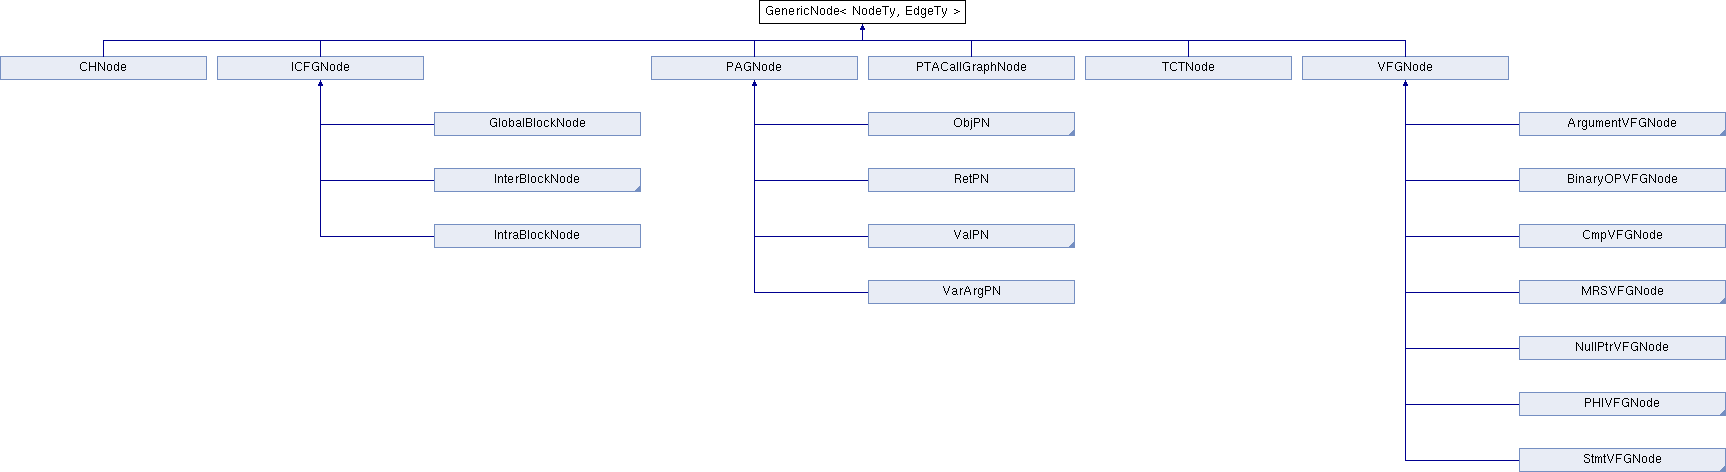 GenericNode< NodeTy, EdgeTy >
CHNode
ICFGNode
PAGNode
PTACallGraphNode
TCTNode
VFGNode
GlobalBlockNode
ObjPN
ArgumentVFGNode
InterBlockNode
RetPN
BinaryOPVFGNode
IntraBlockNode
ValPN
CmpVFGNode
VarArgPN
MRSVFGNode
NullPtrVFGNode
PHIVFGNode
StmtVFGNode